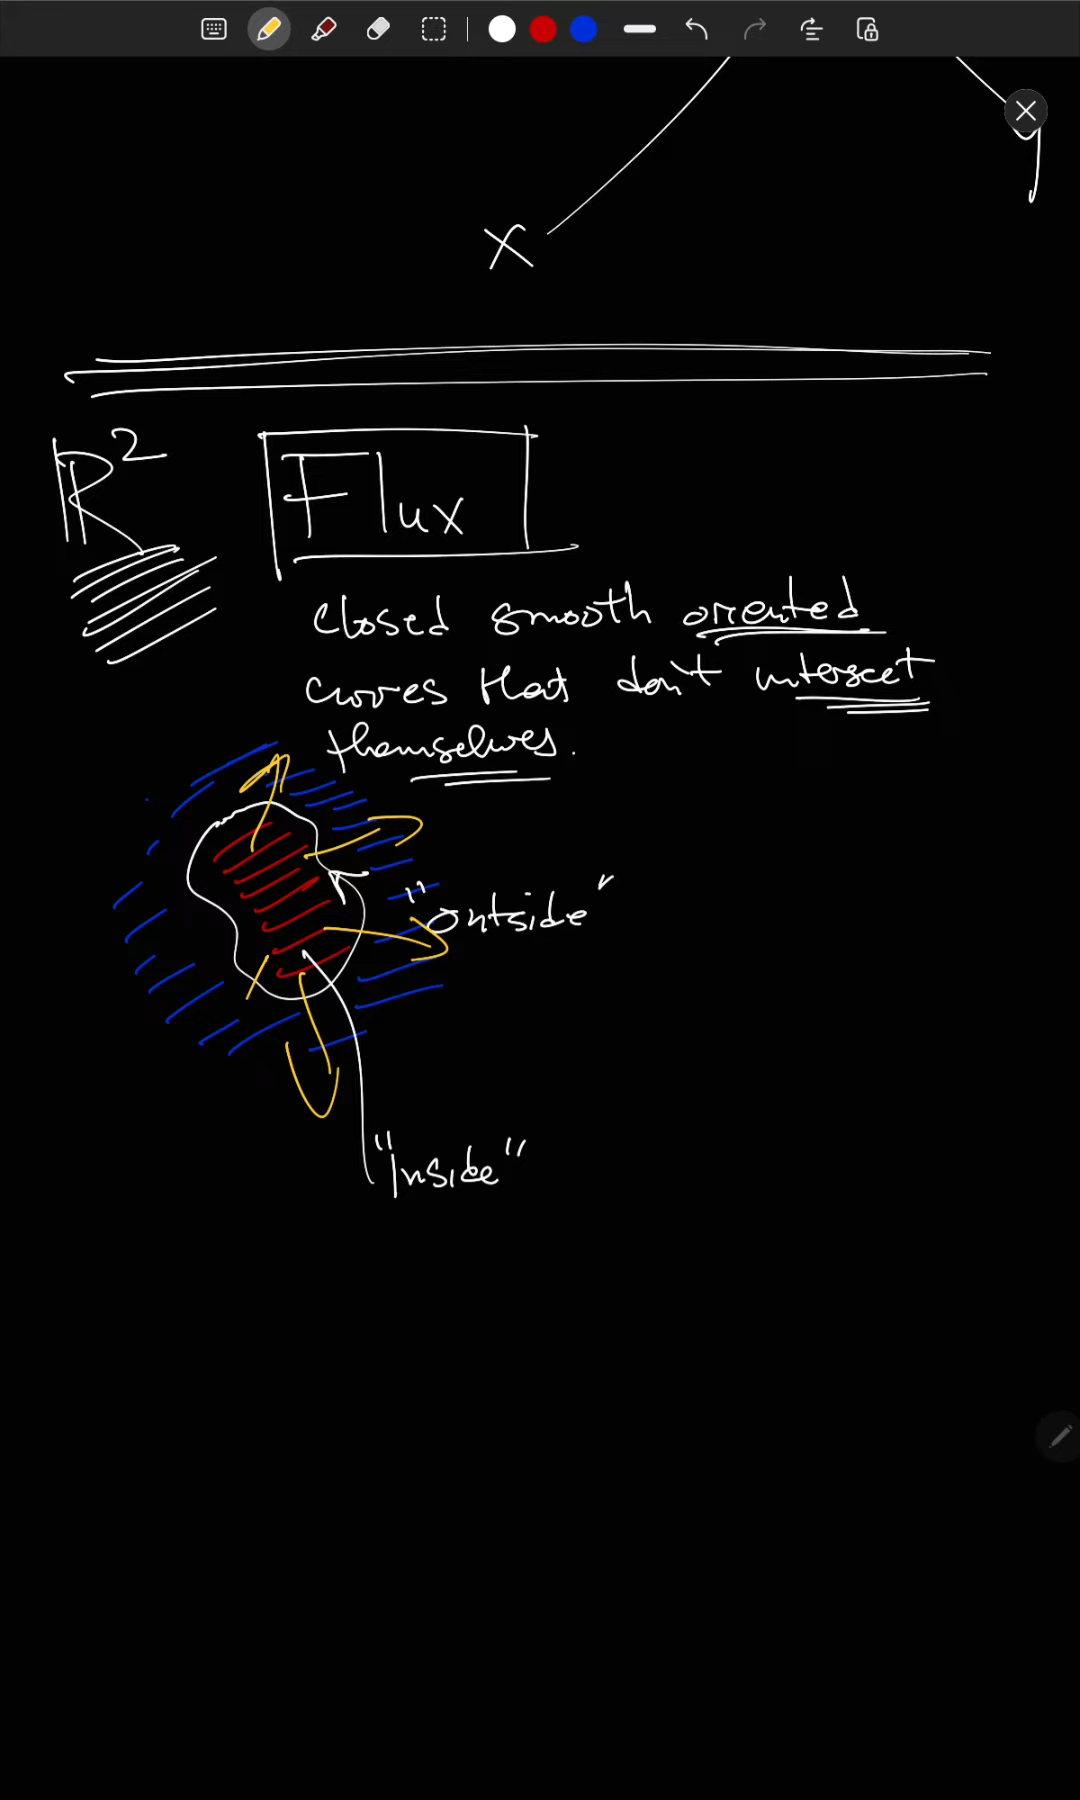 y
x
R² Flux
closed smooth oriented
curves that don't intersect
themselves.
"outside"
"Inside"